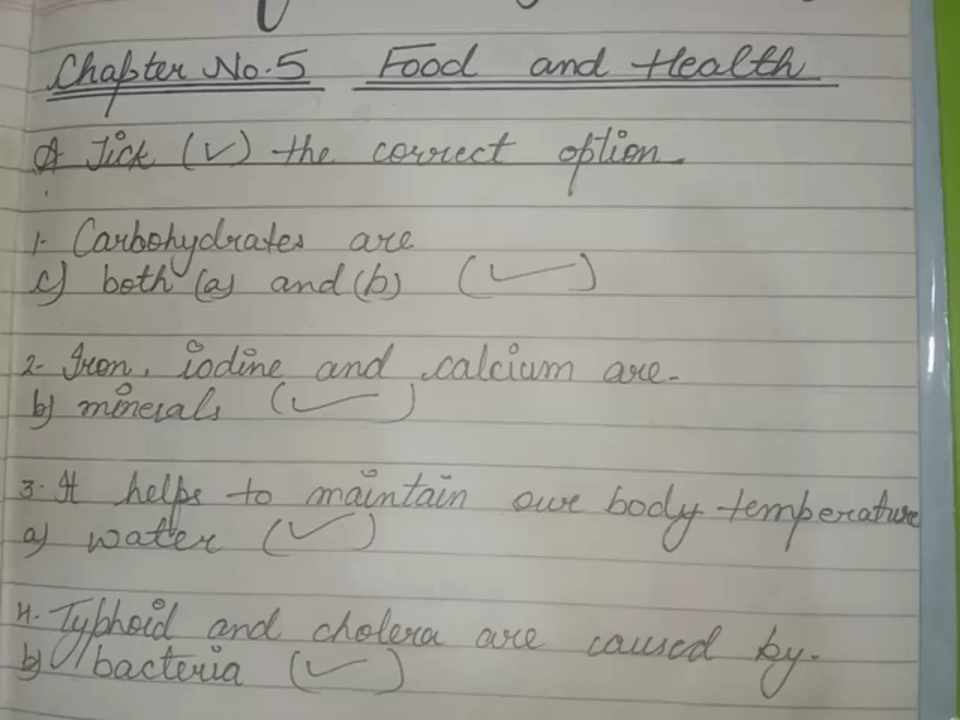 Chapter No.5 Food and Health
A Tick (✓) the correct option
1- Carbohydrates are
c) both (a) and (b) (✓)
2- Iron, iodine and calcium are-
b) minerals (✓)
3. It helps to maintain our body temperature
a) water (✓)
4. Typhoid and cholera are caused by.
b) bacteria (✓)